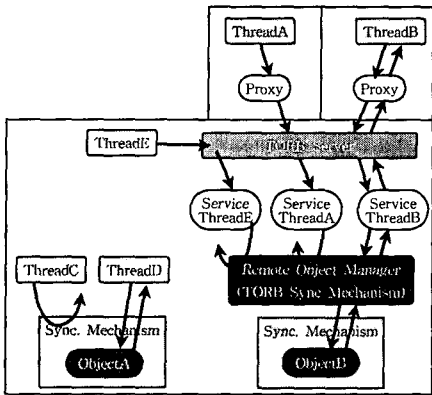 ThreadA
ThreadB
Proxy
Proxy
ThreadE
Service
ThreadE
Service
ThreadA
Service
ThreadB
ThreadC
ThreadD
Remote Object Manager
(TORB Sync Mechanism)
Sync. Mechanism
Sync. Mechanism
ObjectA
ObjectB